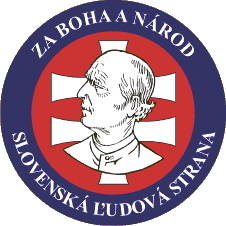 ZA BOHA A NÁROD
SLOVENSKÁ ĽUDOVÁ STRANA